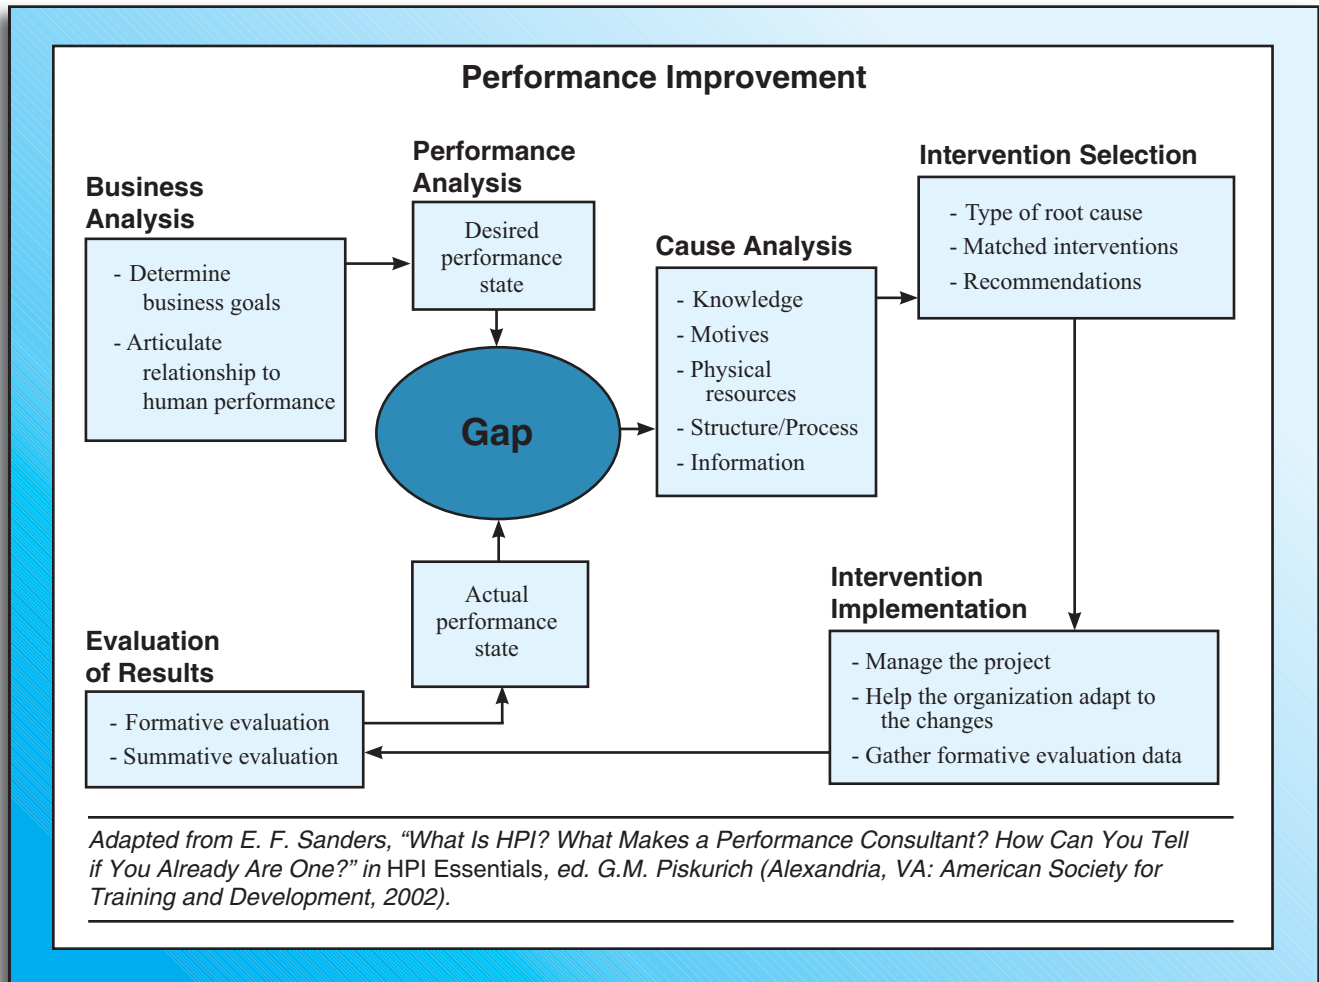 Performance Improvement
Business
Analysis
- Determine
business goals
- Articulate
relationship to
human performance
Performance
Analysis
Desired
performance
state
Gap
Actual
performance
state
Cause Analysis
- Knowledge
- Motives
- Physical
resources
- Structure/Process
- Information
Intervention Selection
- Type of root cause
- Matched interventions
- Recommendations
Intervention
Implementation
- Manage the project
- Help the organization adapt to
the changes
- Gather formative evaluation data
Evaluation
of Results
- Formative evaluation
- Summative evaluation
Adapted from E. F. Sanders, “What Is HPI? What Makes a Performance Consultant? How Can You Tell
if You Already Are One?” in HPI Essentials, ed. G.M. Piskurich (Alexandria, VA: American Society for
Training and Development, 2002).